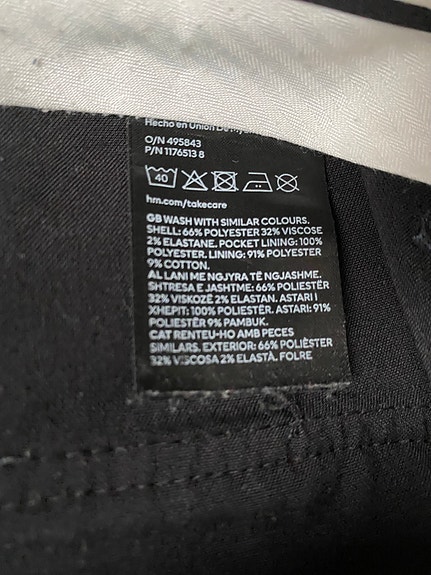 Hecho en Unión De
O/N 495843
P/N 1176513 8
40
hm.com/takecare
GB WASH WITH SIMILAR COLOURS.
SHELL: 66% POLYESTER 32% VISCOSE
2% ELASTANE. POCKET LINING: 100%
POLYESTER. LINING: 91% POLYESTER
9% COTTON.
AL LANI ME NGJYRA TË NGJASHME.
SHTRESA E JASHTME: 66% POLIESTËR
32% VISKOZË 2% ELASTAN. ASTARI I
XHEPIT: 100% POLIESTËR. ASTARI: 91%
POLIESTËR 9% PAMBUK.
CAT RENTEU-HO AMB PECES
SIMILARS. EXTERIOR: 66% POLIÈSTER
32% VISCOSA 2% ELASTÀ. FOLRE